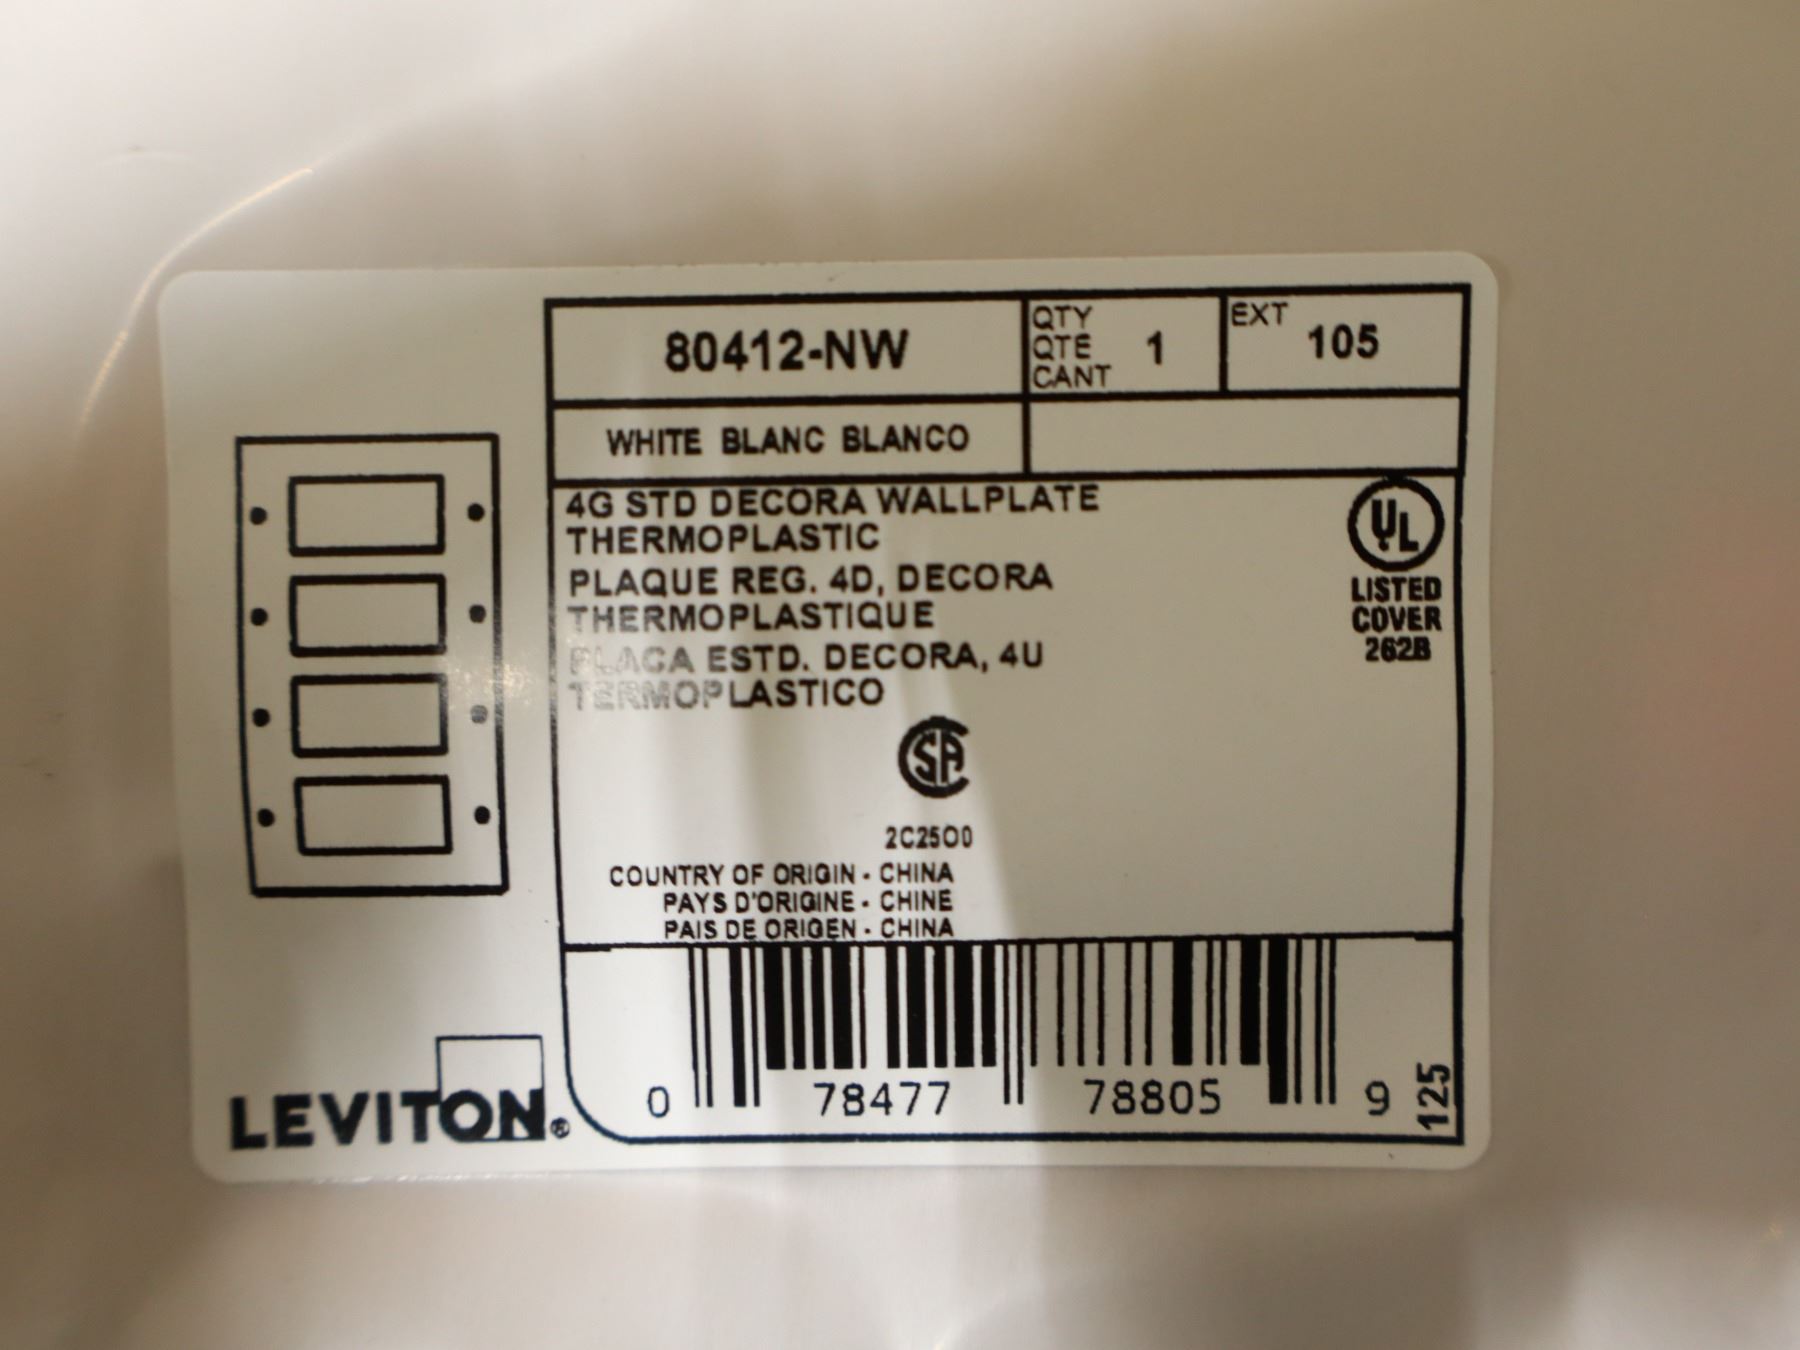 80412-NW
QTY
QTE 1
CANT
EXT 105
WHITE BLANC BLANCO
4G STD DECORA WALLPLATE
THERMOPLASTIC
PLAQUE REG. 4D, DECORA
THERMOPLASTIQUE
PLACA ESTD. DECORA, 4U
TERMOPLASTICO
UL
LISTED
COVER
262B
CSA
2C2500
COUNTRY OF ORIGIN - CHINA
PAYS D'ORIGINE - CHINE
PAIS DE ORIGEN - CHINA
0 78477 78805 9
125
LEVITON®